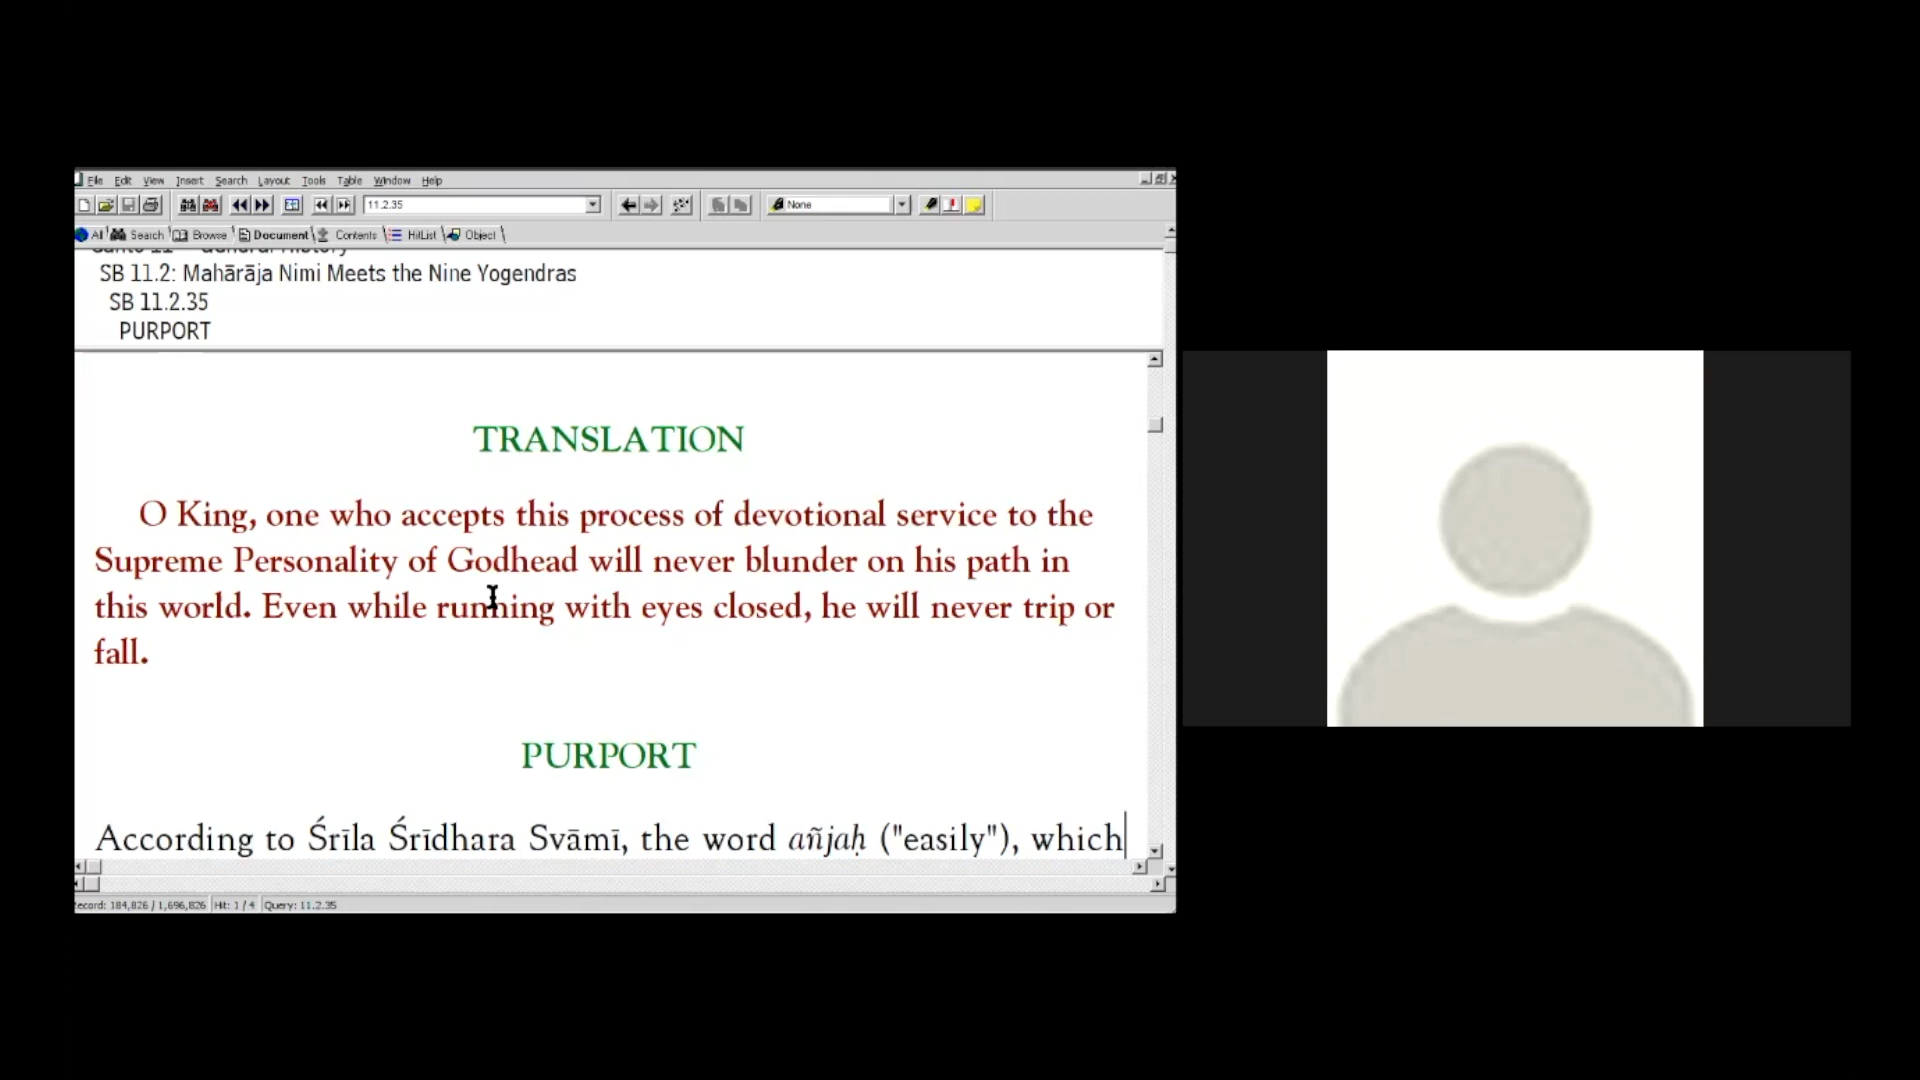 File Edit View Insert Search Layout Tools Table Window Help
11.2.35 None
All Search Browse Document Contents HitList Object
SB 11.2: Mahārāja Nimi Meets the Nine Yogendras
SB 11.2.35
PURPORT
TRANSLATION
O King, one who accepts this process of devotional service to the
Supreme Personality of Godhead will never blunder on his path in
this world. Even while running with eyes closed, he will never trip or
fall.
PURPORT
According to Śrīla Śrīdhara Svāmī, the word añjaḥ ("easily"), which
Record: 184,826 / 1,696,826 Hit: 1 / 4 Query: 11.2.35